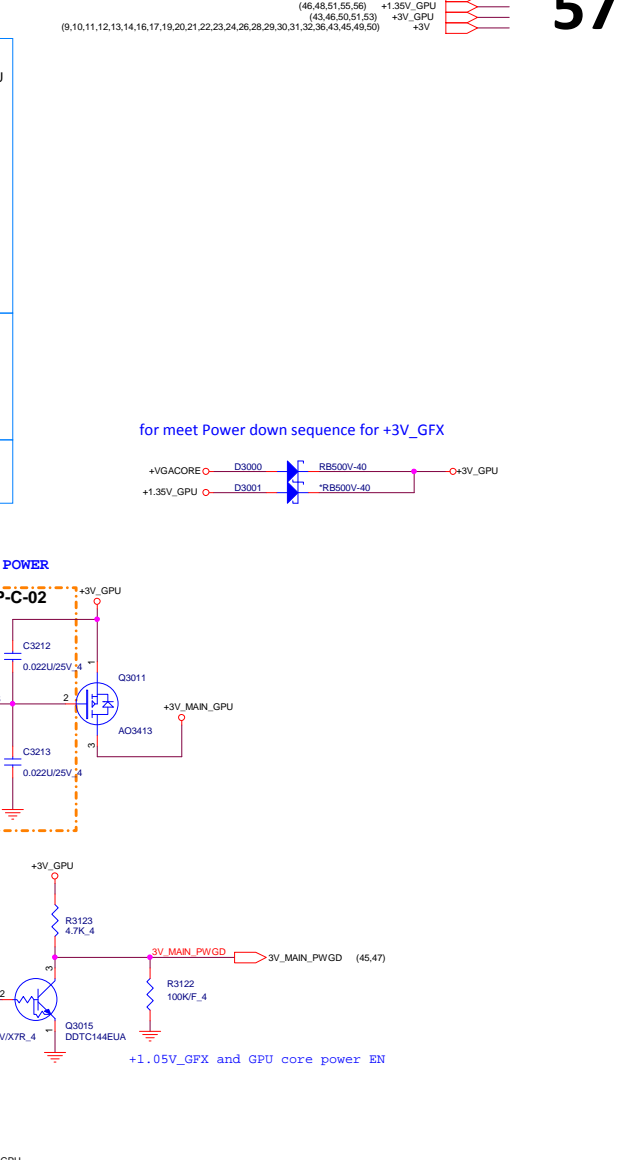 (46,48,51,55,56) +1.35V_GPU
(43,46,50,51,53) +3V_GPU
(9,10,11,12,13,14,16,17,19,20,21,22,23,24,26,28,29,30,31,32,36,43,45,49,50) +3V
57
U
for meet Power down sequence for +3V_GFX
+VGACORE D3000 RB500V-40 +3V_GPU
+1.35V_GPU D3001 *RB500V-40
POWER
P-C-02
+3V_GPU
C3212
0.022U/25V_4
1
Q3011
2
+3V_MAIN_GPU
AO3413
3
C3213
0.022U/25V_4
+3V_GPU
R3123
4.7K_4
3V_MAIN_PWGD 3V_MAIN_PWGD (45,47)
3
R3122
100K/F_4
2
1
Q3015
V/X7R_4 DDTC144EUA
+1.05V_GFX and GPU core power EN